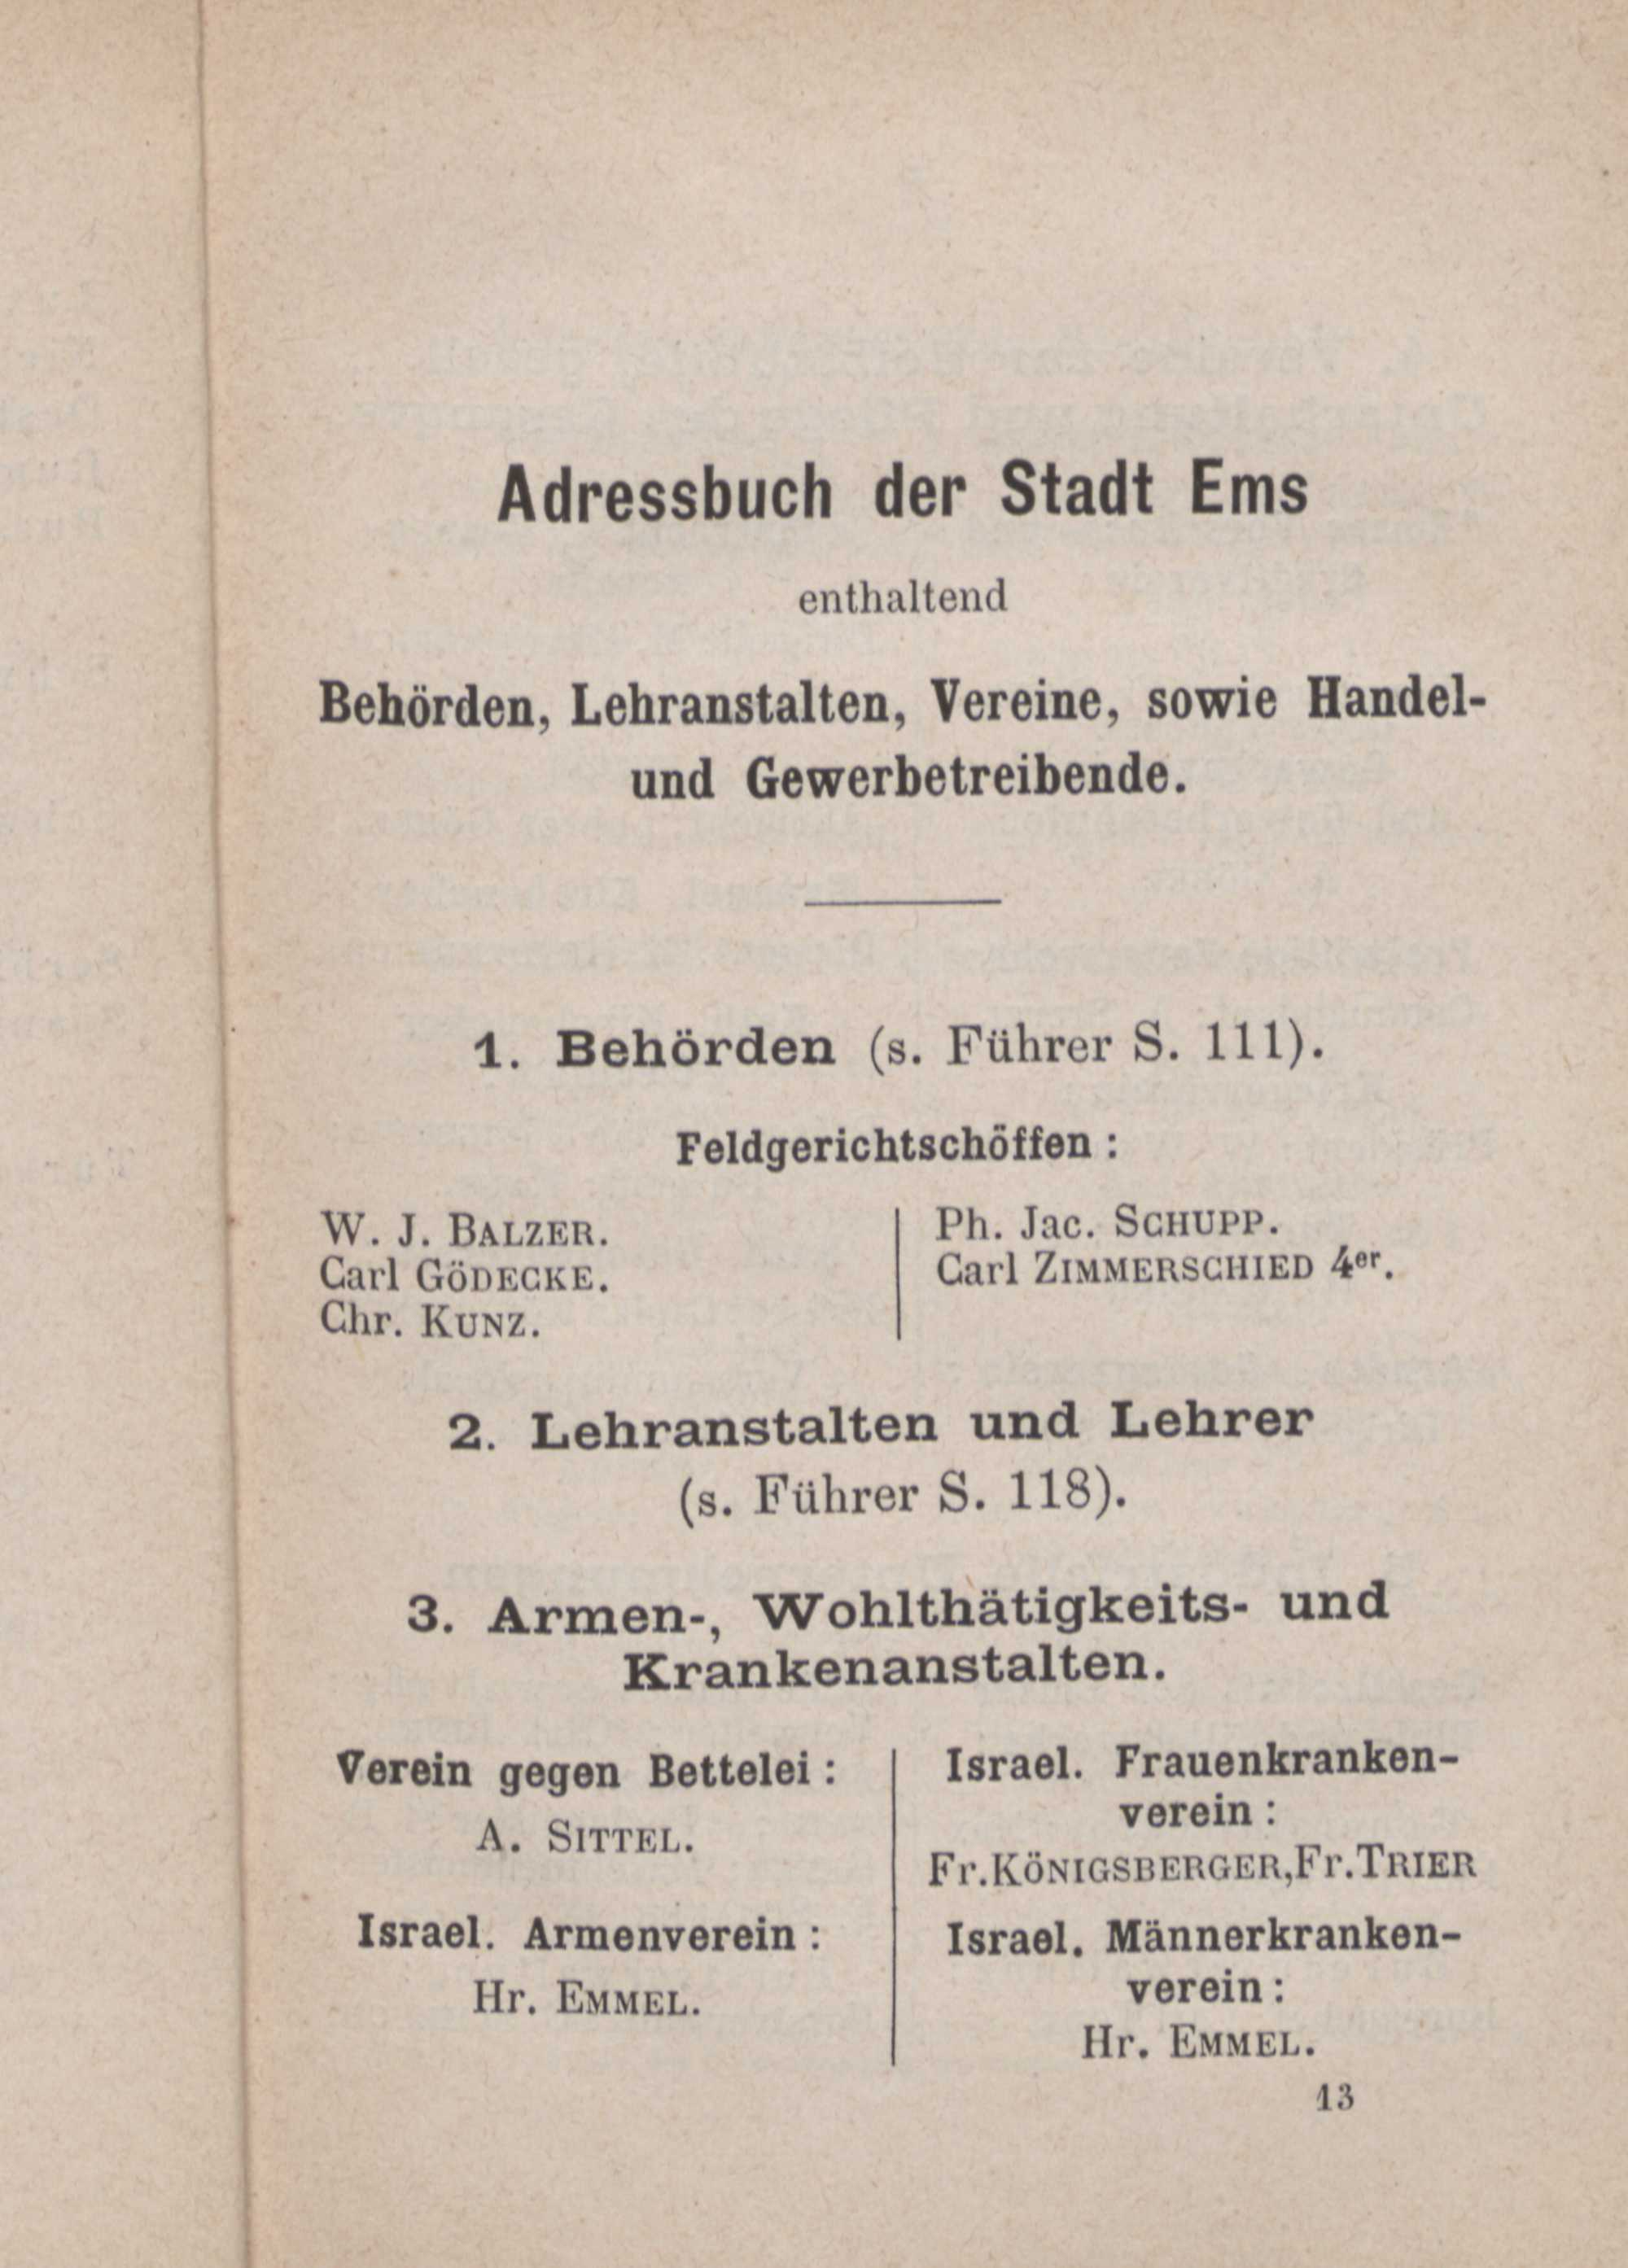 Adressbuch der Stadt Ems
enthaltend
Behörden, Lehranstalten, Vereine, sowie Handel-
und Gewerbetreibende.
1. Behörden (s. Führer S. 111).
Feldgerichtschöffen :
W. J. BALZER.
Carl GÖDECKE.
Chr. KUNZ.
Ph. Jac. SCHUPP.
Carl ZIMMERSCHIED 4er.
2. Lehranstalten und Lehrer
(s. Führer S. 118).
3. Armen-, Wohlthätigkeits- und
Krankenanstalten.
Verein gegen Bettelei :
A. SITTEL.
Israel. Armenverein :
Hr. EMMEL.
Israel. Frauenkranken-
verein :
Fr.KÖNIGSBERGER,Fr.TRIER
Israel. Männerkranken-
verein :
Hr. EMMEL.
13